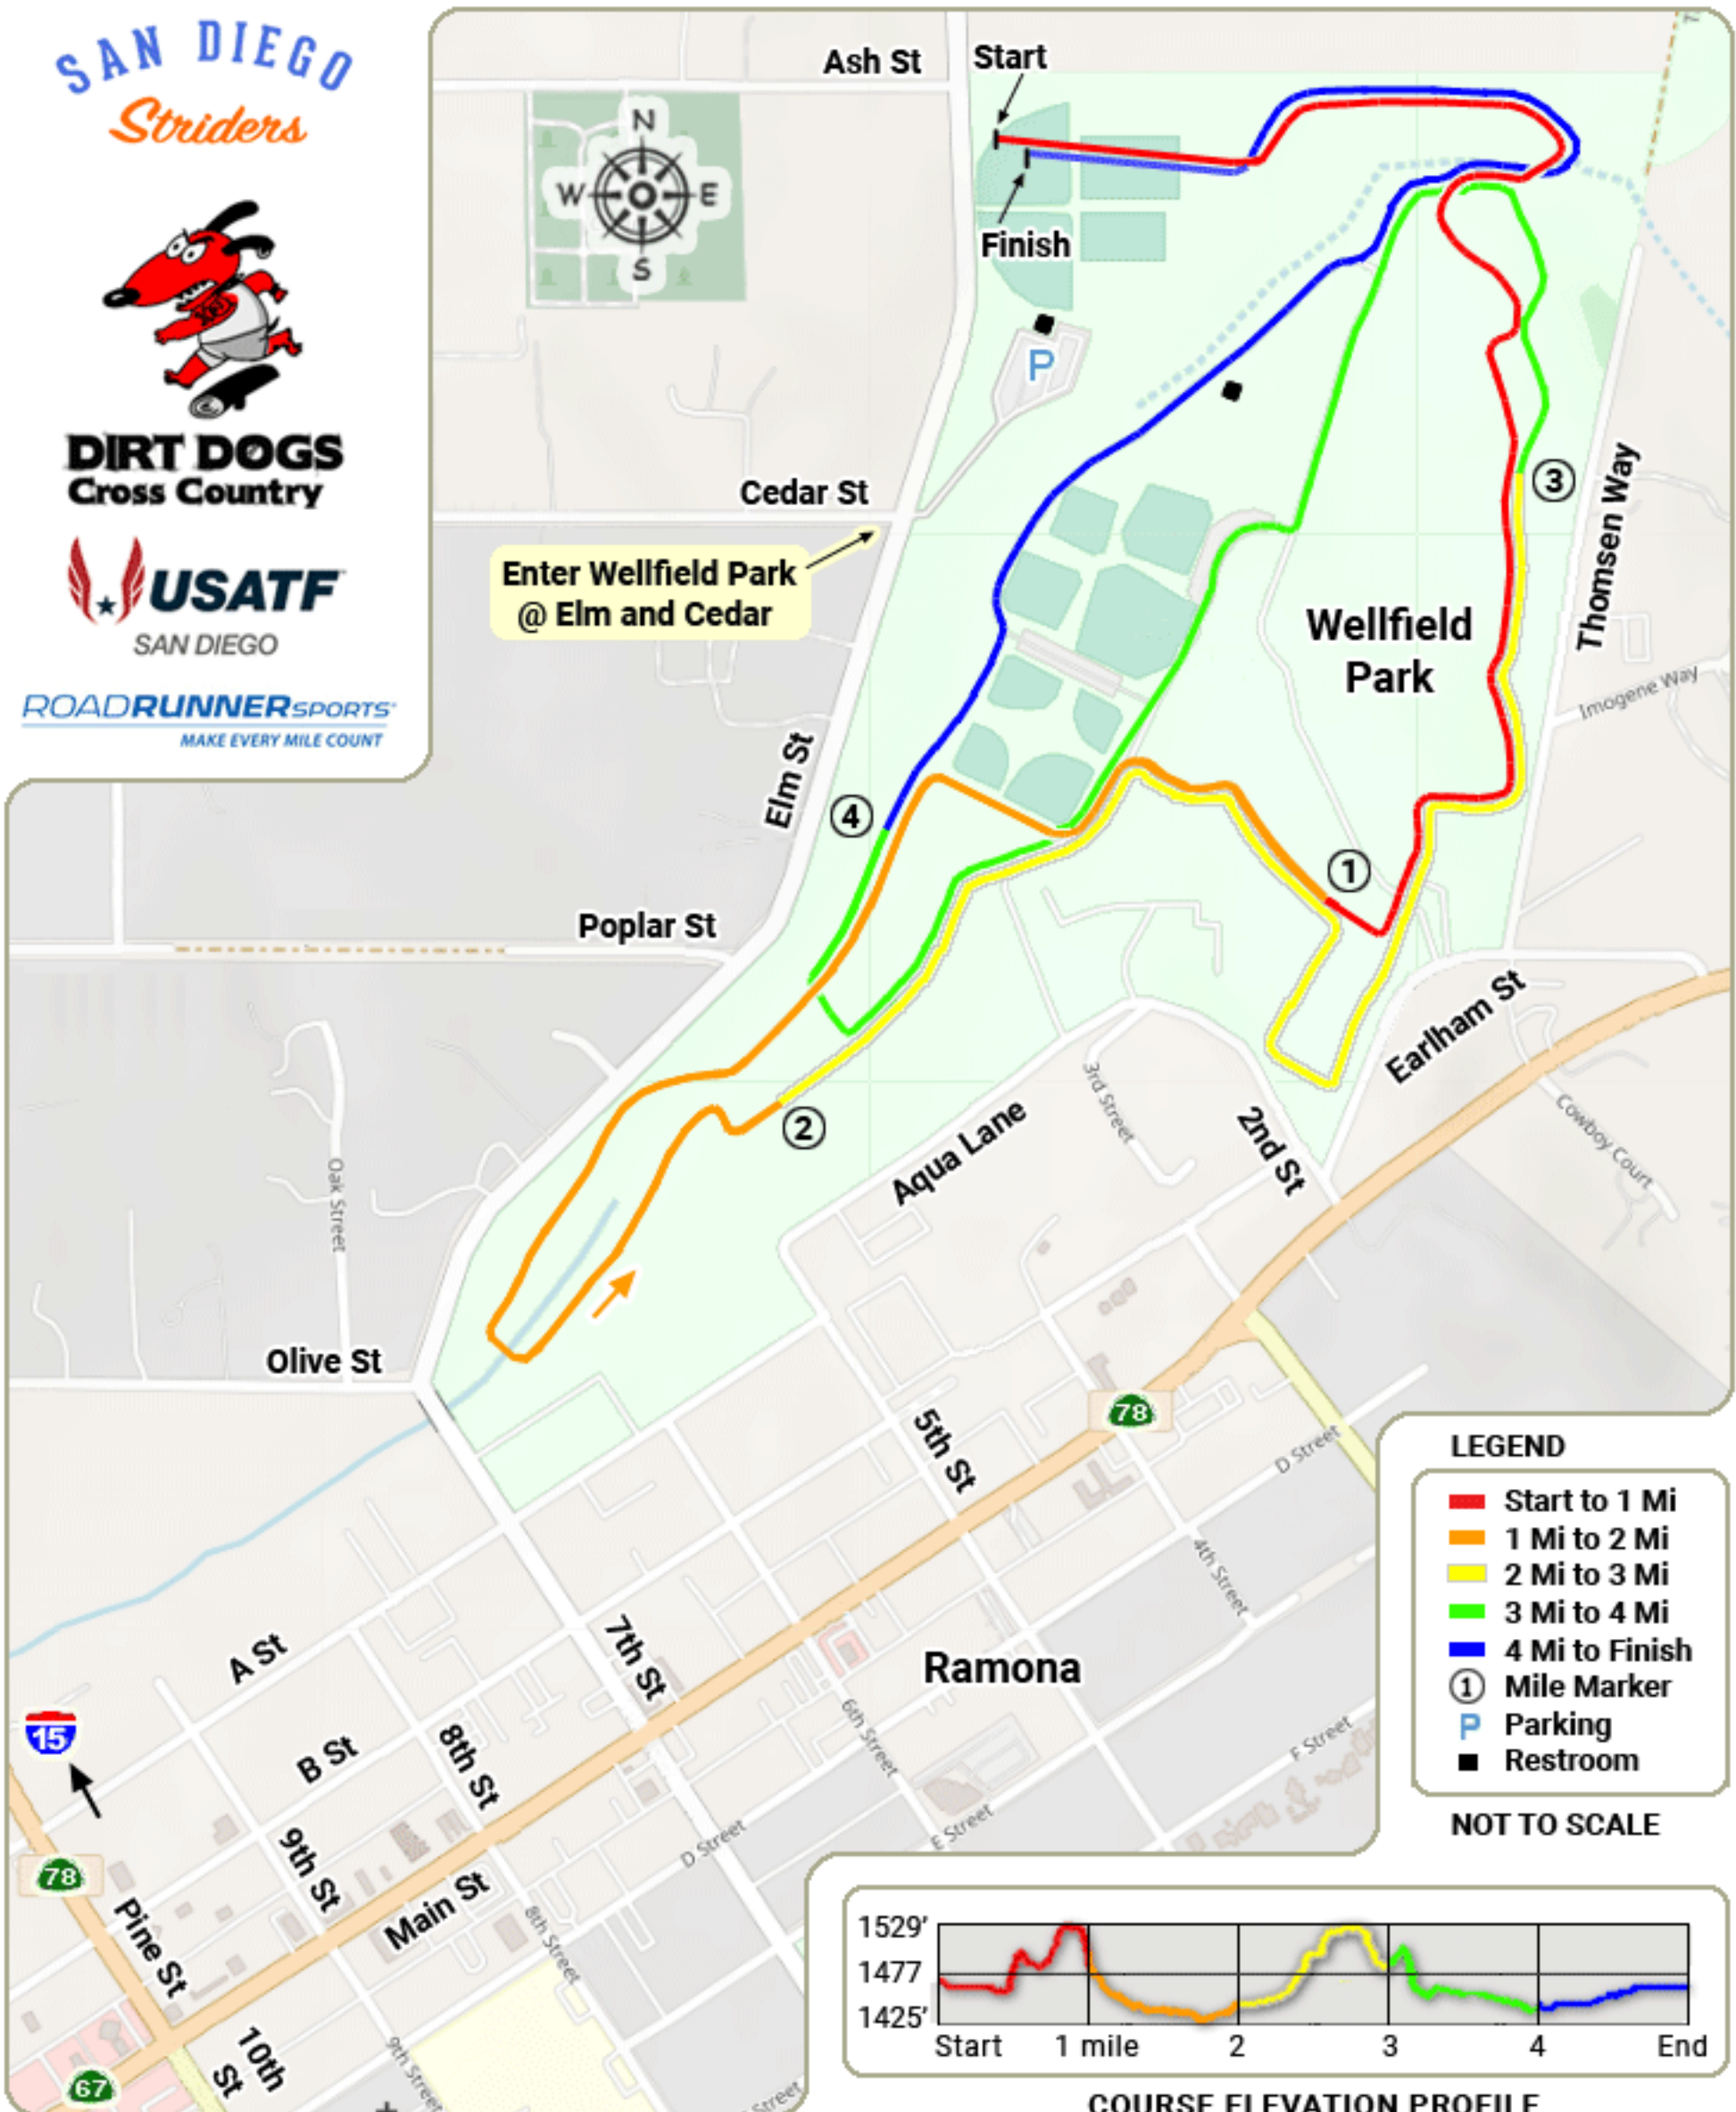 SAN DIEGO
Striders
DIRT DOGS
Cross Country
USATF
SAN DIEGO
ROADRUNNERSPORTS
MAKE EVERY MILE COUNT
Ash St
Start
N
W
E
S
Finish
P
Cedar St
Enter Wellfield Park
@ Elm and Cedar
3
Thomsen Way
Wellfield
Park
Imogene Way
Elm St
4
1
Poplar St
Earlham St
3rd Street
2
Aqua Lane
2nd St
Cowboy Court
Oak Street
Olive St
78
5th St
D Street
4th Street
LEGEND
Start to 1 Mi
1 Mi to 2 Mi
2 Mi to 3 Mi
3 Mi to 4 Mi
4 Mi to Finish
1 Mile Marker
P Parking
Restroom
NOT TO SCALE
A St
7th St
Ramona
15
B St
8th St
6th Street
F Street
E Street
D Street
78
9th St
Main St
Pine St
8th Street
10th
St
9th Street
67
Street
1529'
1477
1425'
Start 1 mile 2 3 4 End
COURSE ELEVATION PROFILE